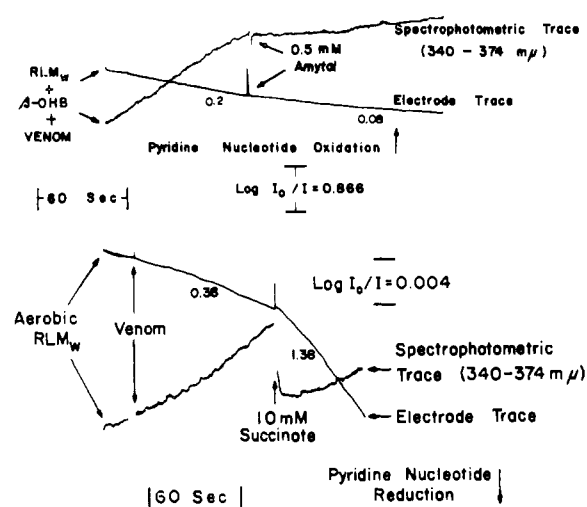 Spectrophotometric Trace
(340 - 374 mμ)
0.5 mM
Amytal
RLMw
+
β-OHB
+
VENOM
0.2
Electrode Trace
0.08
Pyridine Nucleotide Oxidation
60 Sec
Log I₀/I = 0.866
0.36
Log I₀/I = 0.004
Aerobic
RLMw
Venom
1.36
Spectrophotometric
Trace (340-374 mμ)
Electrode Trace
10 mM
Succinote
60 Sec
Pyridine Nucleotide
Reduction